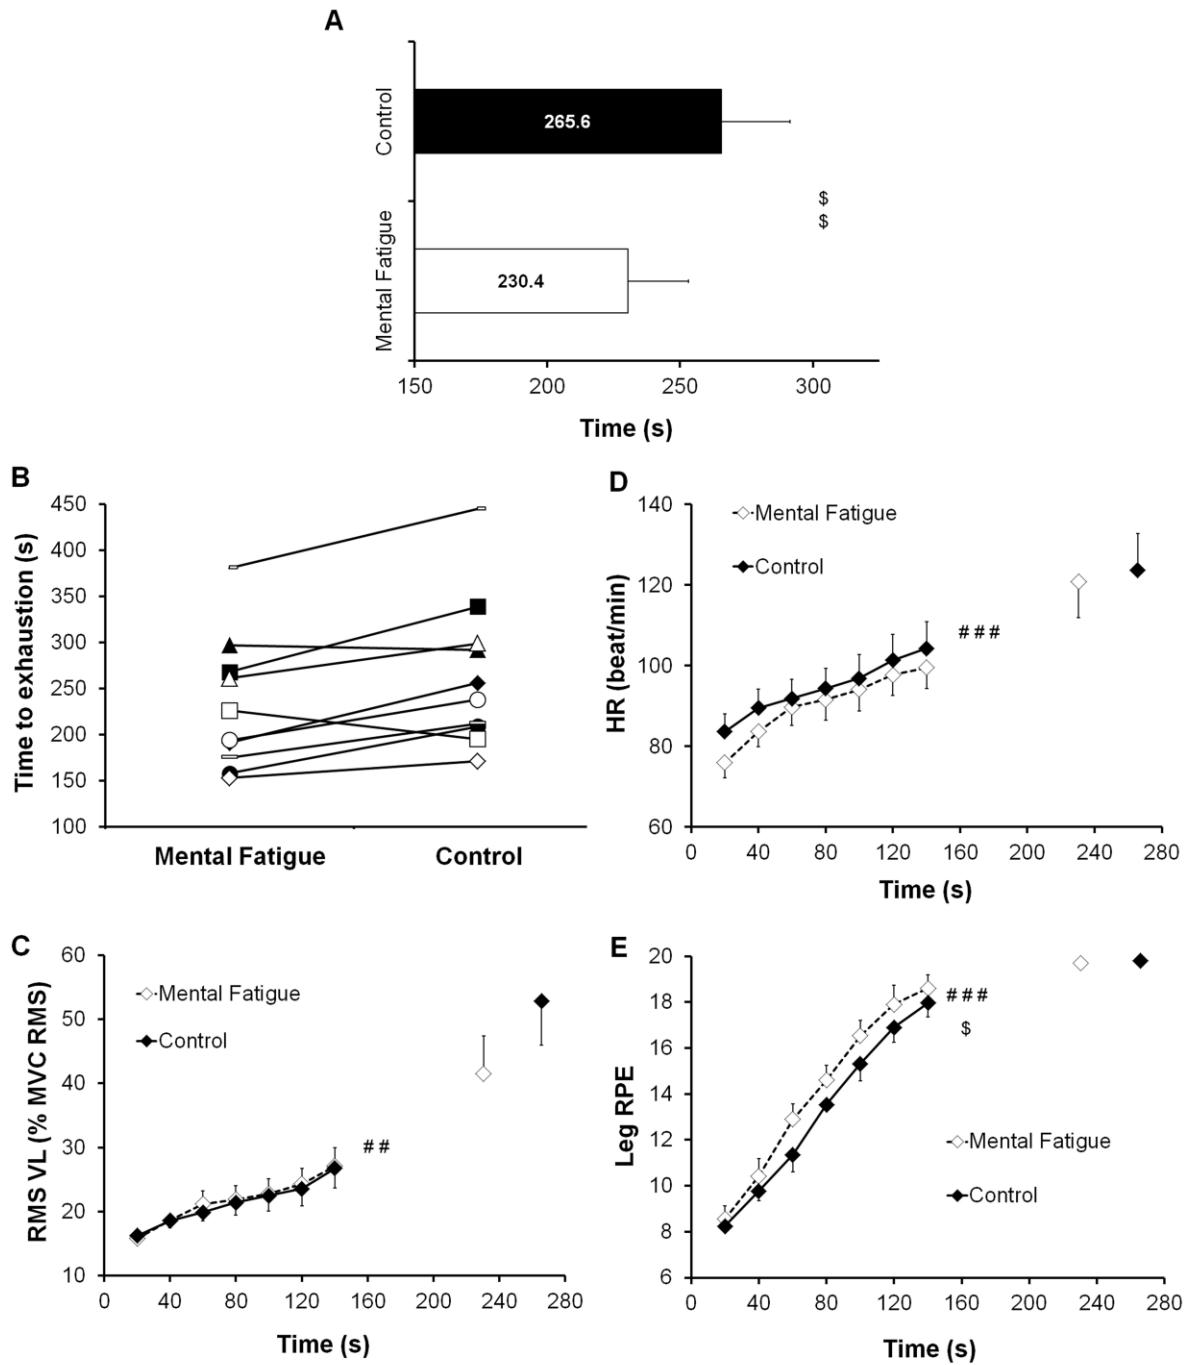 A
Control
265.6
$
$
Mental Fatigue
230.4
150 200 250 300
Time (s)
B
Time to exhaustion (s)
450
400
350
300
250
200
150
100
Mental Fatigue Control
D
HR (beat/min)
140
120
100
80
60
Mental Fatigue
Control
# # #
0 40 80 120 160 200 240 280
Time (s)
C
RMS VL (% MVC RMS)
60
50
40
30
20
10
Mental Fatigue
Control
# #
0 40 80 120 160 200 240 280
Time (s)
E
Leg RPE
20
18
16
14
12
10
8
6
# # #
$
Mental Fatigue
Control
0 40 80 120 160 200 240 280
Time (s)